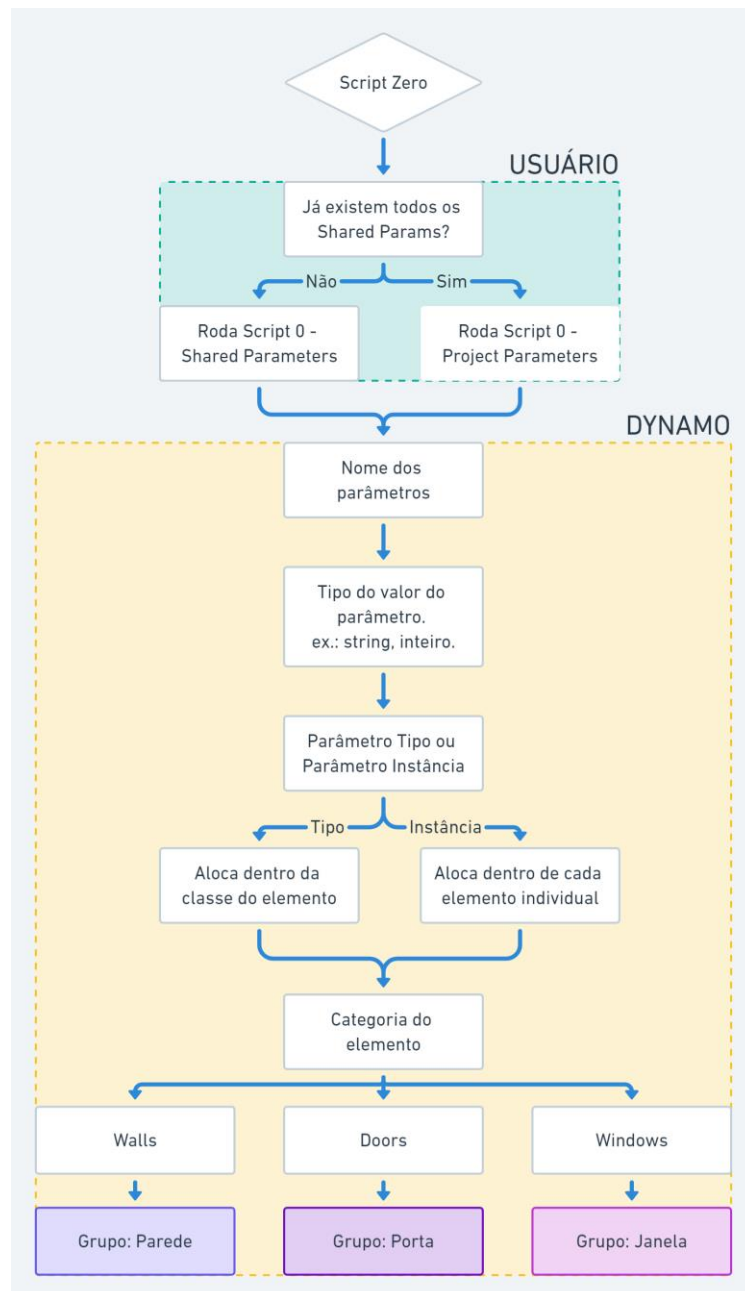 Script Zero
USUÁRIO
Já existem todos os
Shared Params?
Não
Sim
Roda Script 0 -
Shared Parameters
Roda Script 0 -
Project Parameters
DYNAMO
Nome dos
parâmetros
Tipo do valor do
parâmetro.
ex.: string, inteiro.
Parâmetro Tipo ou
Parâmetro Instância
Tipo
Instância
Aloca dentro da
classe do elemento
Aloca dentro de cada
elemento individual
Categoria do
elemento
Walls
Doors
Windows
Grupo: Parede
Grupo: Porta
Grupo: Janela